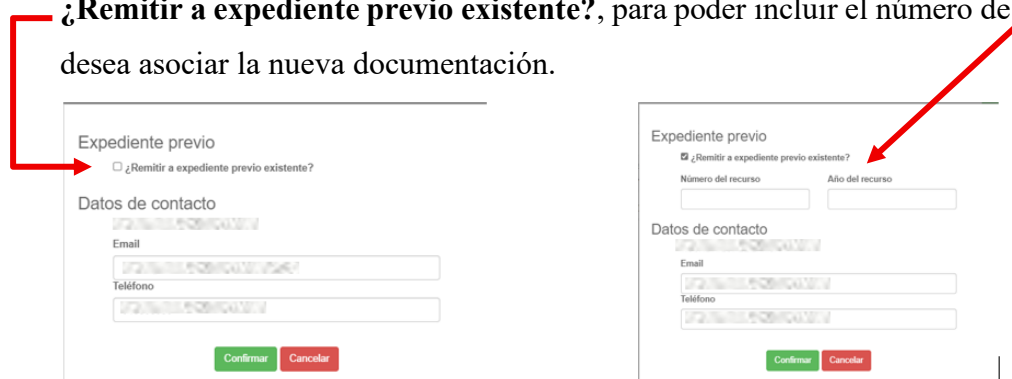 ¿Remitir a expediente previo existente?, para poder incluir el número de
desea asociar la nueva documentación.
Expediente previo
¿Remitir a expediente previo existente?
Datos de contacto
Email
Teléfono
Confirmar Cancelar
Expediente previo
¿Remitir a expediente previo existente?
Número del recurso Año del recurso
Datos de contacto
Email
Teléfono
Confirmar Cancelar